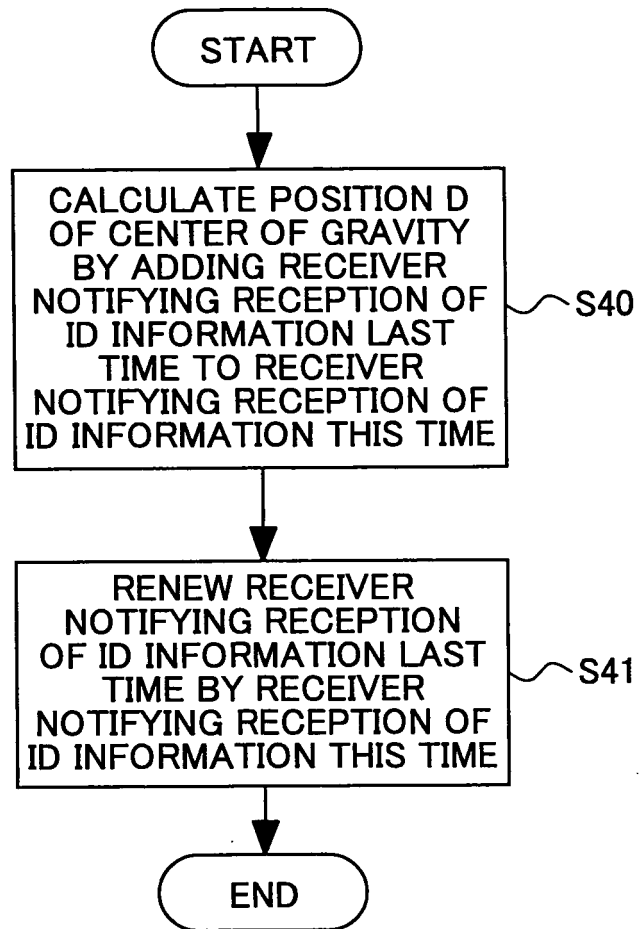 START
CALCULATE POSITION D
OF CENTER OF GRAVITY
BY ADDING RECEIVER
NOTIFYING RECEPTION OF
ID INFORMATION LAST
TIME TO RECEIVER
NOTIFYING RECEPTION OF
ID INFORMATION THIS TIME
S40
RENEW RECEIVER
NOTIFYING RECEPTION
OF ID INFORMATION LAST
TIME BY RECEIVER
NOTIFYING RECEPTION OF
ID INFORMATION THIS TIME
S41
END